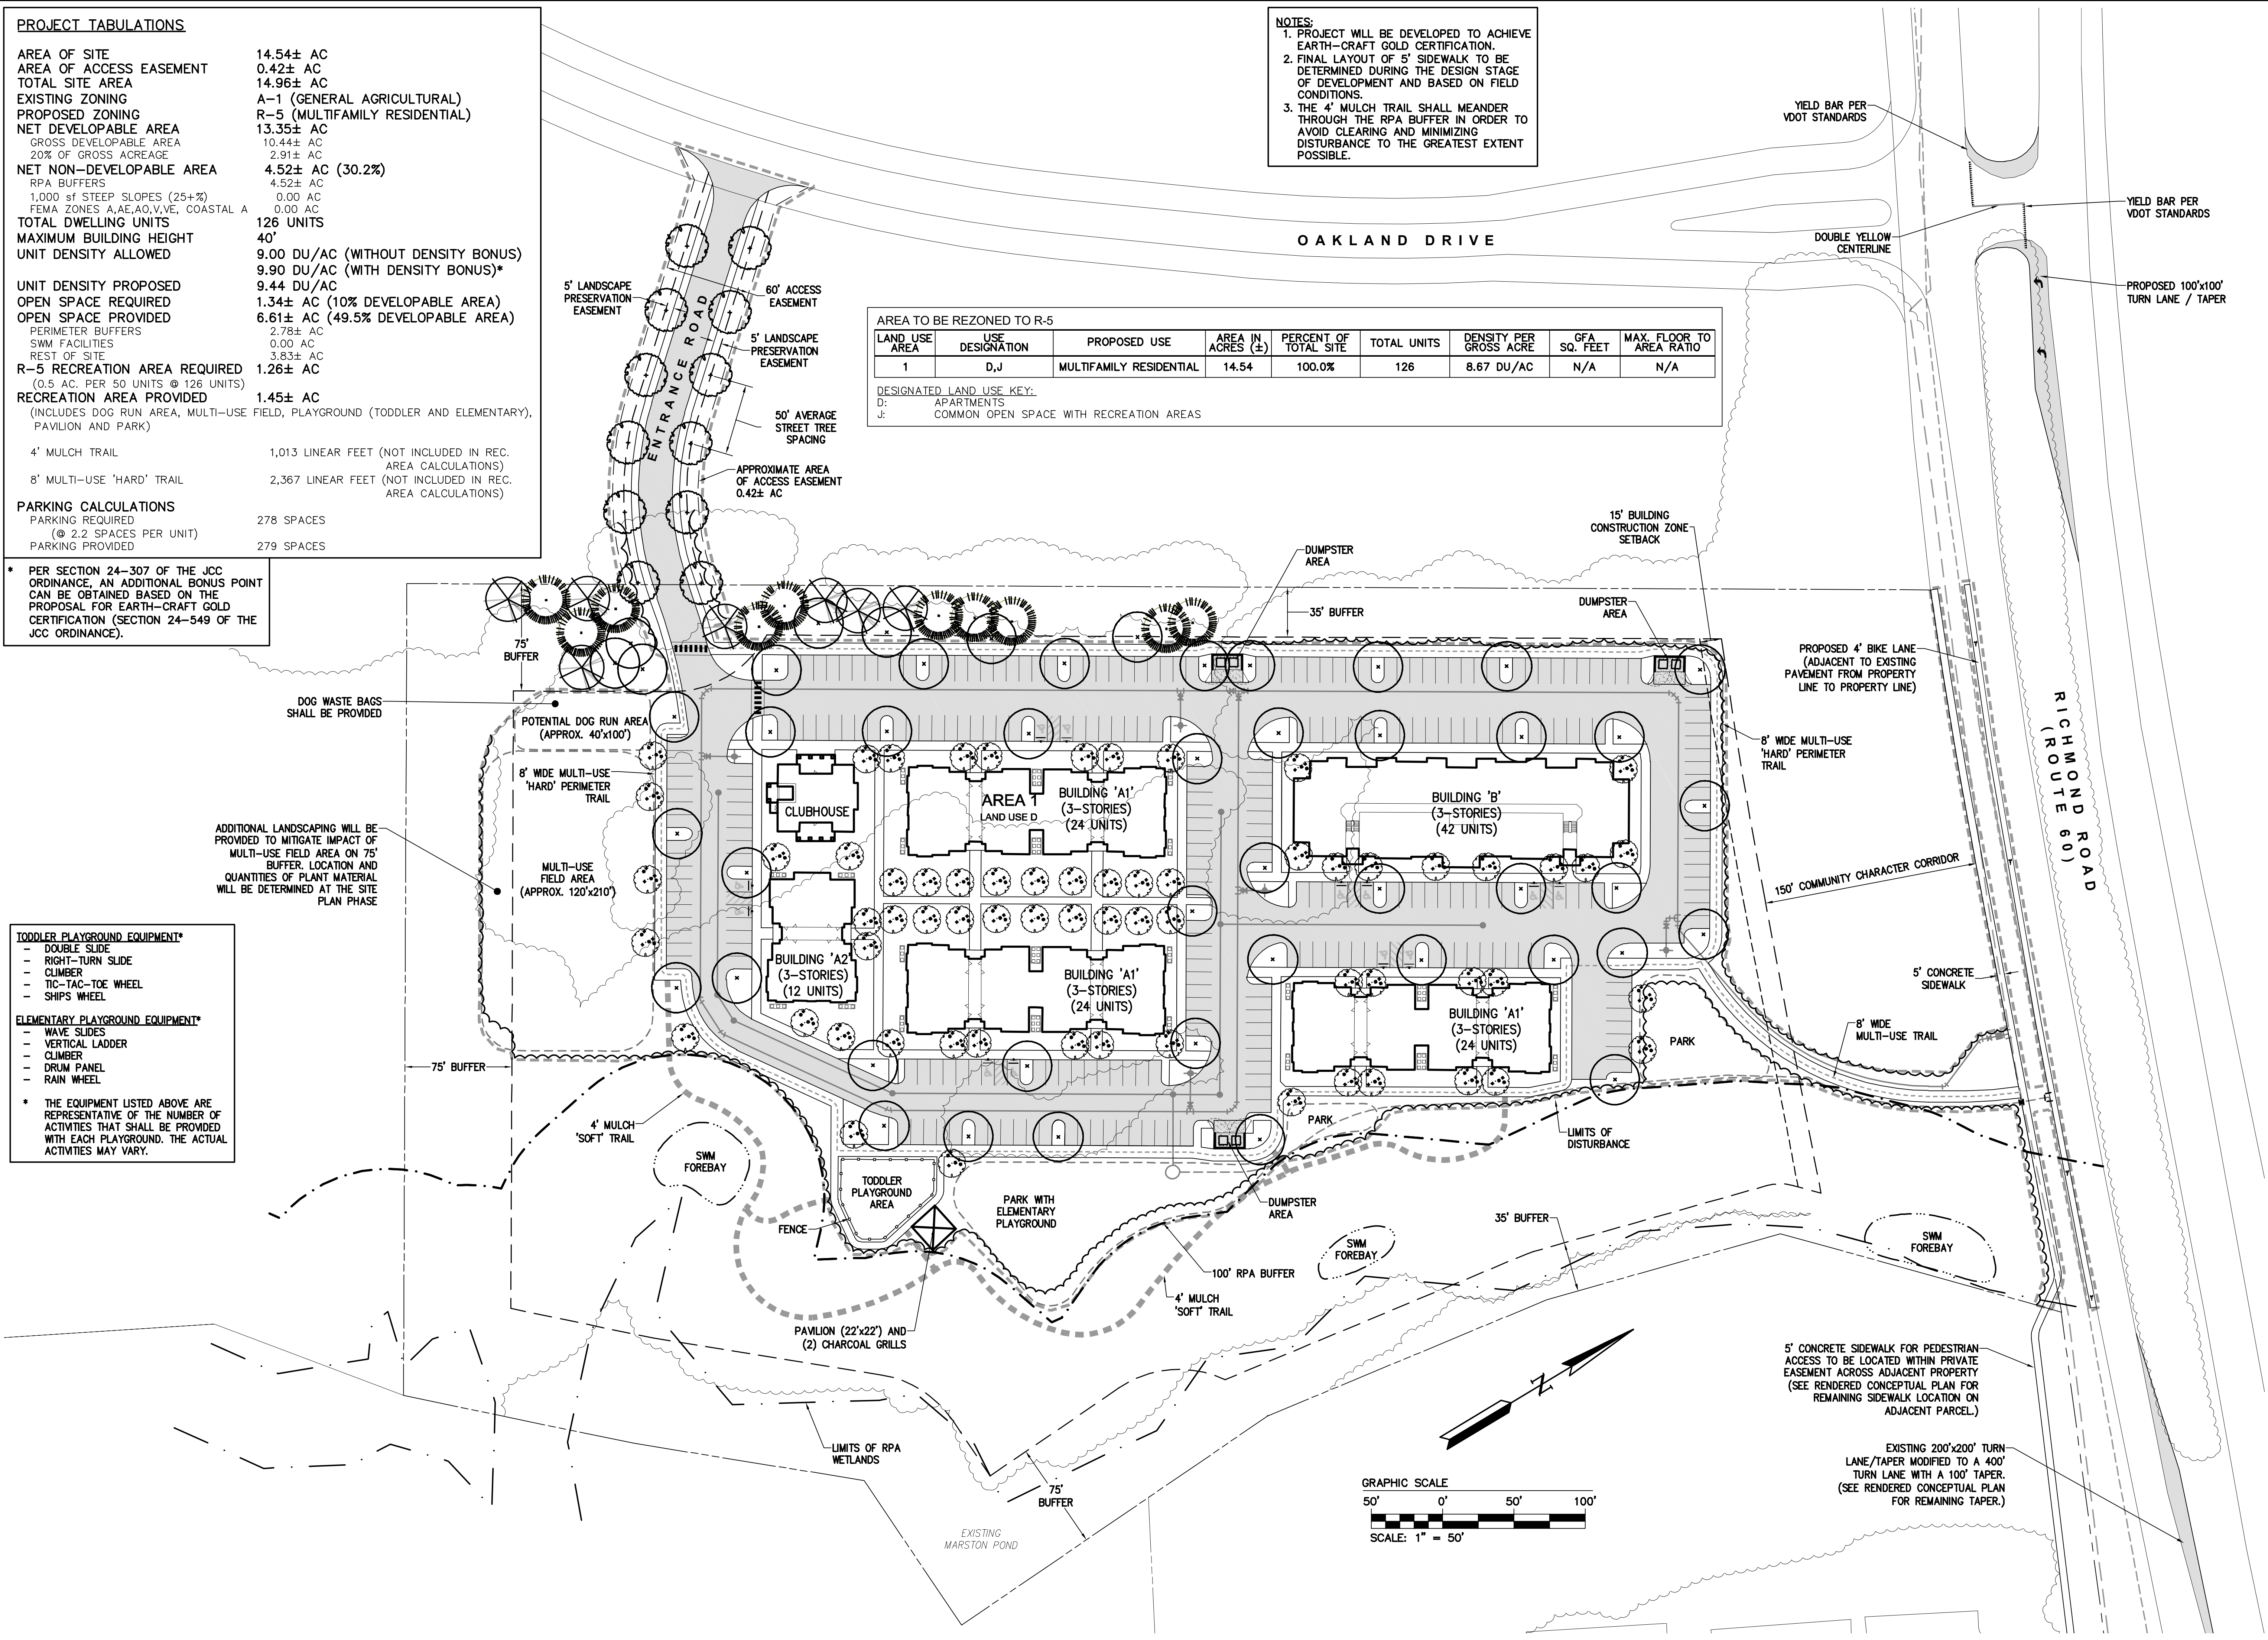 PROJECT TABULATIONS
AREA OF SITE 14.54± AC
AREA OF ACCESS EASEMENT 0.42± AC
TOTAL SITE AREA 14.96± AC
EXISTING ZONING A-1 (GENERAL AGRICULTURAL)
PROPOSED ZONING R-5 (MULTIFAMILY RESIDENTIAL)
NET DEVELOPABLE AREA 13.35± AC
GROSS DEVELOPABLE AREA 10.44± AC
20% OF GROSS ACREAGE 2.91± AC
NET NON-DEVELOPABLE AREA 4.52± AC (30.2%)
RPA BUFFERS 4.52± AC
1,000 sf STEEP SLOPES (25+%) 0.00 AC
FEMA ZONES A,AE,AO,V,VE, COASTAL A 0.00 AC
TOTAL DWELLING UNITS 126 UNITS
MAXIMUM BUILDING HEIGHT 40'
UNIT DENSITY ALLOWED 9.00 DU/AC (WITHOUT DENSITY BONUS)
9.90 DU/AC (WITH DENSITY BONUS)*
UNIT DENSITY PROPOSED 9.44 DU/AC
OPEN SPACE REQUIRED 1.34± AC (10% DEVELOPABLE AREA)
OPEN SPACE PROVIDED 6.61± AC (49.5% DEVELOPABLE AREA)
PERIMETER BUFFERS 2.78± AC
SWM FACILITIES 0.00 AC
REST OF SITE 3.83± AC
R-5 RECREATION AREA REQUIRED 1.26± AC
(0.5 AC. PER 50 UNITS @ 126 UNITS)
RECREATION AREA PROVIDED 1.45± AC
(INCLUDES DOG RUN AREA, MULTI-USE FIELD, PLAYGROUND (TODDLER AND ELEMENTARY),
PAVILION AND PARK)
4' MULCH TRAIL 1,013 LINEAR FEET (NOT INCLUDED IN REC.
AREA CALCULATIONS)
8' MULTI-USE 'HARD' TRAIL 2,367 LINEAR FEET (NOT INCLUDED IN REC.
AREA CALCULATIONS)
PARKING CALCULATIONS
PARKING REQUIRED 278 SPACES
(@ 2.2 SPACES PER UNIT)
PARKING PROVIDED 279 SPACES
* PER SECTION 24-307 OF THE JCC
ORDINANCE, AN ADDITIONAL BONUS POINT
CAN BE OBTAINED BASED ON THE
PROPOSAL FOR EARTH-CRAFT GOLD
CERTIFICATION (SECTION 24-549 OF THE
JCC ORDINANCE).
NOTES:
1. PROJECT WILL BE DEVELOPED TO ACHIEVE
EARTH-CRAFT GOLD CERTIFICATION.
2. FINAL LAYOUT OF 5' SIDEWALK TO BE
DETERMINED DURING THE DESIGN STAGE
OF DEVELOPMENT AND BASED ON FIELD
CONDITIONS.
3. THE 4' MULCH TRAIL SHALL MEANDER
THROUGH THE RPA BUFFER IN ORDER TO
AVOID CLEARING AND MINIMIZING
DISTURBANCE TO THE GREATEST EXTENT
POSSIBLE.
YIELD BAR PER
VDOT STANDARDS
YIELD BAR PER
VDOT STANDARDS
DOUBLE YELLOW
CENTERLINE
PROPOSED 100'x100'
TURN LANE / TAPER
OAKLAND DRIVE
5' LANDSCAPE
PRESERVATION
EASEMENT
60' ACCESS
EASEMENT
ENTRANCE ROAD
5' LANDSCAPE
PRESERVATION
EASEMENT
50' AVERAGE
STREET TREE
SPACING
APPROXIMATE AREA
OF ACCESS EASEMENT
0.42± AC
AREA TO BE REZONED TO R-5
LAND USE AREA USE DESIGNATION PROPOSED USE AREA IN ACRES (±) PERCENT OF TOTAL SITE TOTAL UNITS DENSITY PER GROSS ACRE GFA SQ. FEET MAX. FLOOR TO AREA RATIO
1 D,J MULTIFAMILY RESIDENTIAL 14.54 100.0% 126 8.67 DU/AC N/A N/A
DESIGNATED LAND USE KEY:
D: APARTMENTS
J: COMMON OPEN SPACE WITH RECREATION AREAS
15' BUILDING
CONSTRUCTION ZONE
SETBACK
DUMPSTER
AREA
35' BUFFER
DUMPSTER
AREA
75'
BUFFER
PROPOSED 4' BIKE LANE
(ADJACENT TO EXISTING
PAVEMENT FROM PROPERTY
LINE TO PROPERTY LINE)
RICHMOND ROAD
(ROUTE 60)
DOG WASTE BAGS
SHALL BE PROVIDED
POTENTIAL DOG RUN AREA
(APPROX. 40'x100')
8' WIDE MULTI-USE
'HARD' PERIMETER
TRAIL
8' WIDE MULTI-USE
'HARD' PERIMETER
TRAIL
CLUBHOUSE
AREA 1
LAND USE D
BUILDING 'A1'
(3-STORIES)
(24 UNITS)
BUILDING 'B'
(3-STORIES)
(42 UNITS)
ADDITIONAL LANDSCAPING WILL BE
PROVIDED TO MITIGATE IMPACT OF
MULTI-USE FIELD AREA ON 75'
BUFFER. LOCATION AND
QUANTITIES OF PLANT MATERIAL
WILL BE DETERMINED AT THE SITE
PLAN PHASE
MULTI-USE
FIELD AREA
(APPROX. 120'x210')
150' COMMUNITY CHARACTER CORRIDOR
BUILDING 'A2'
(3-STORIES)
(12 UNITS)
BUILDING 'A1'
(3-STORIES)
(24 UNITS)
BUILDING 'A1'
(3-STORIES)
(24 UNITS)
5' CONCRETE
SIDEWALK
TODDLER PLAYGROUND EQUIPMENT*
- DOUBLE SLIDE
- RIGHT-TURN SLIDE
- CLIMBER
- TIC-TAC-TOE WHEEL
- SHIPS WHEEL
ELEMENTARY PLAYGROUND EQUIPMENT*
- WAVE SLIDES
- VERTICAL LADDER
- CLIMBER
- DRUM PANEL
- RAIN WHEEL
* THE EQUIPMENT LISTED ABOVE ARE
REPRESENTATIVE OF THE NUMBER OF
ACTIVITIES THAT SHALL BE PROVIDED
WITH EACH PLAYGROUND. THE ACTUAL
ACTIVITIES MAY VARY.
75' BUFFER
PARK
8' WIDE
MULTI-USE TRAIL
4' MULCH
'SOFT' TRAIL
SWM
FOREBAY
PARK
LIMITS OF
DISTURBANCE
TODDLER
PLAYGROUND
AREA
FENCE
PARK WITH
ELEMENTARY
PLAYGROUND
DUMPSTER
AREA
35' BUFFER
SWM
FOREBAY
SWM
FOREBAY
100' RPA BUFFER
4' MULCH
'SOFT' TRAIL
PAVILION (22'x22') AND
(2) CHARCOAL GRILLS
N
5' CONCRETE SIDEWALK FOR PEDESTRIAN
ACCESS TO BE LOCATED WITHIN PRIVATE
EASEMENT ACROSS ADJACENT PROPERTY
(SEE RENDERED CONCEPTUAL PLAN FOR
REMAINING SIDEWALK LOCATION ON
ADJACENT PARCEL.)
LIMITS OF RPA
WETLANDS
75'
BUFFER
EXISTING
MARSTON POND
EXISTING 200'x200' TURN
LANE/TAPER MODIFIED TO A 400'
TURN LANE WITH A 100' TAPER.
(SEE RENDERED CONCEPTUAL PLAN
FOR REMAINING TAPER.)
GRAPHIC SCALE
50' 0' 50' 100'
SCALE: 1" = 50'